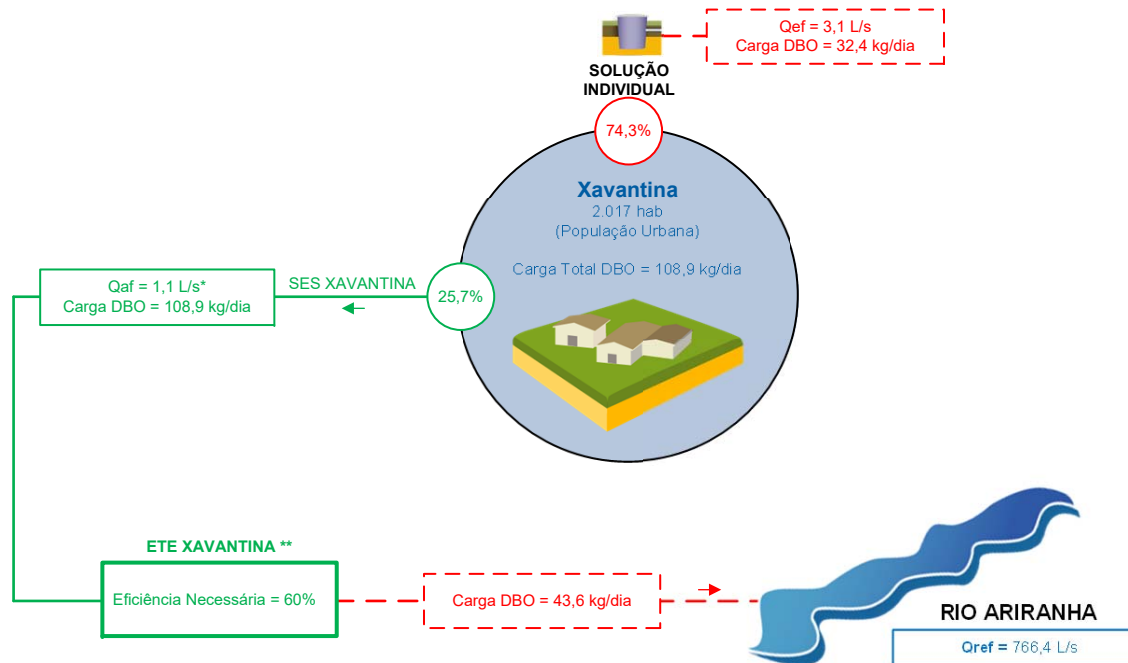 Qef = 3,1 L/s
Carga DBO = 32,4 kg/dia
SOLUÇÃO
INDIVIDUAL
74,3%
Xavantina
2.017 hab
(População Urbana)
Carga Total DBO = 108,9 kg/dia
Qaf = 1,1 L/s*
Carga DBO = 108,9 kg/dia
SES XAVANTINA
25,7%
ETE XAVANTINA **
Eficiência Necessária = 60%
Carga DBO = 43,6 kg/dia
RIO ARIRANHA
Qref = 766,4 L/s